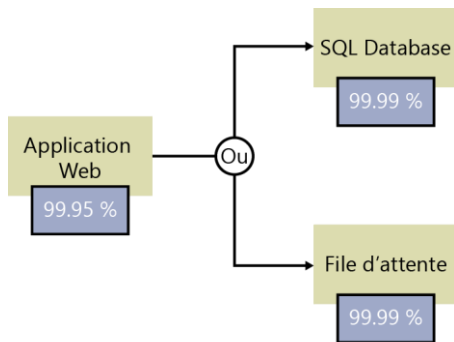 SQL Database
99.99 %
Application
Web
99.95 %
Ou
File d'attente
99.99 %